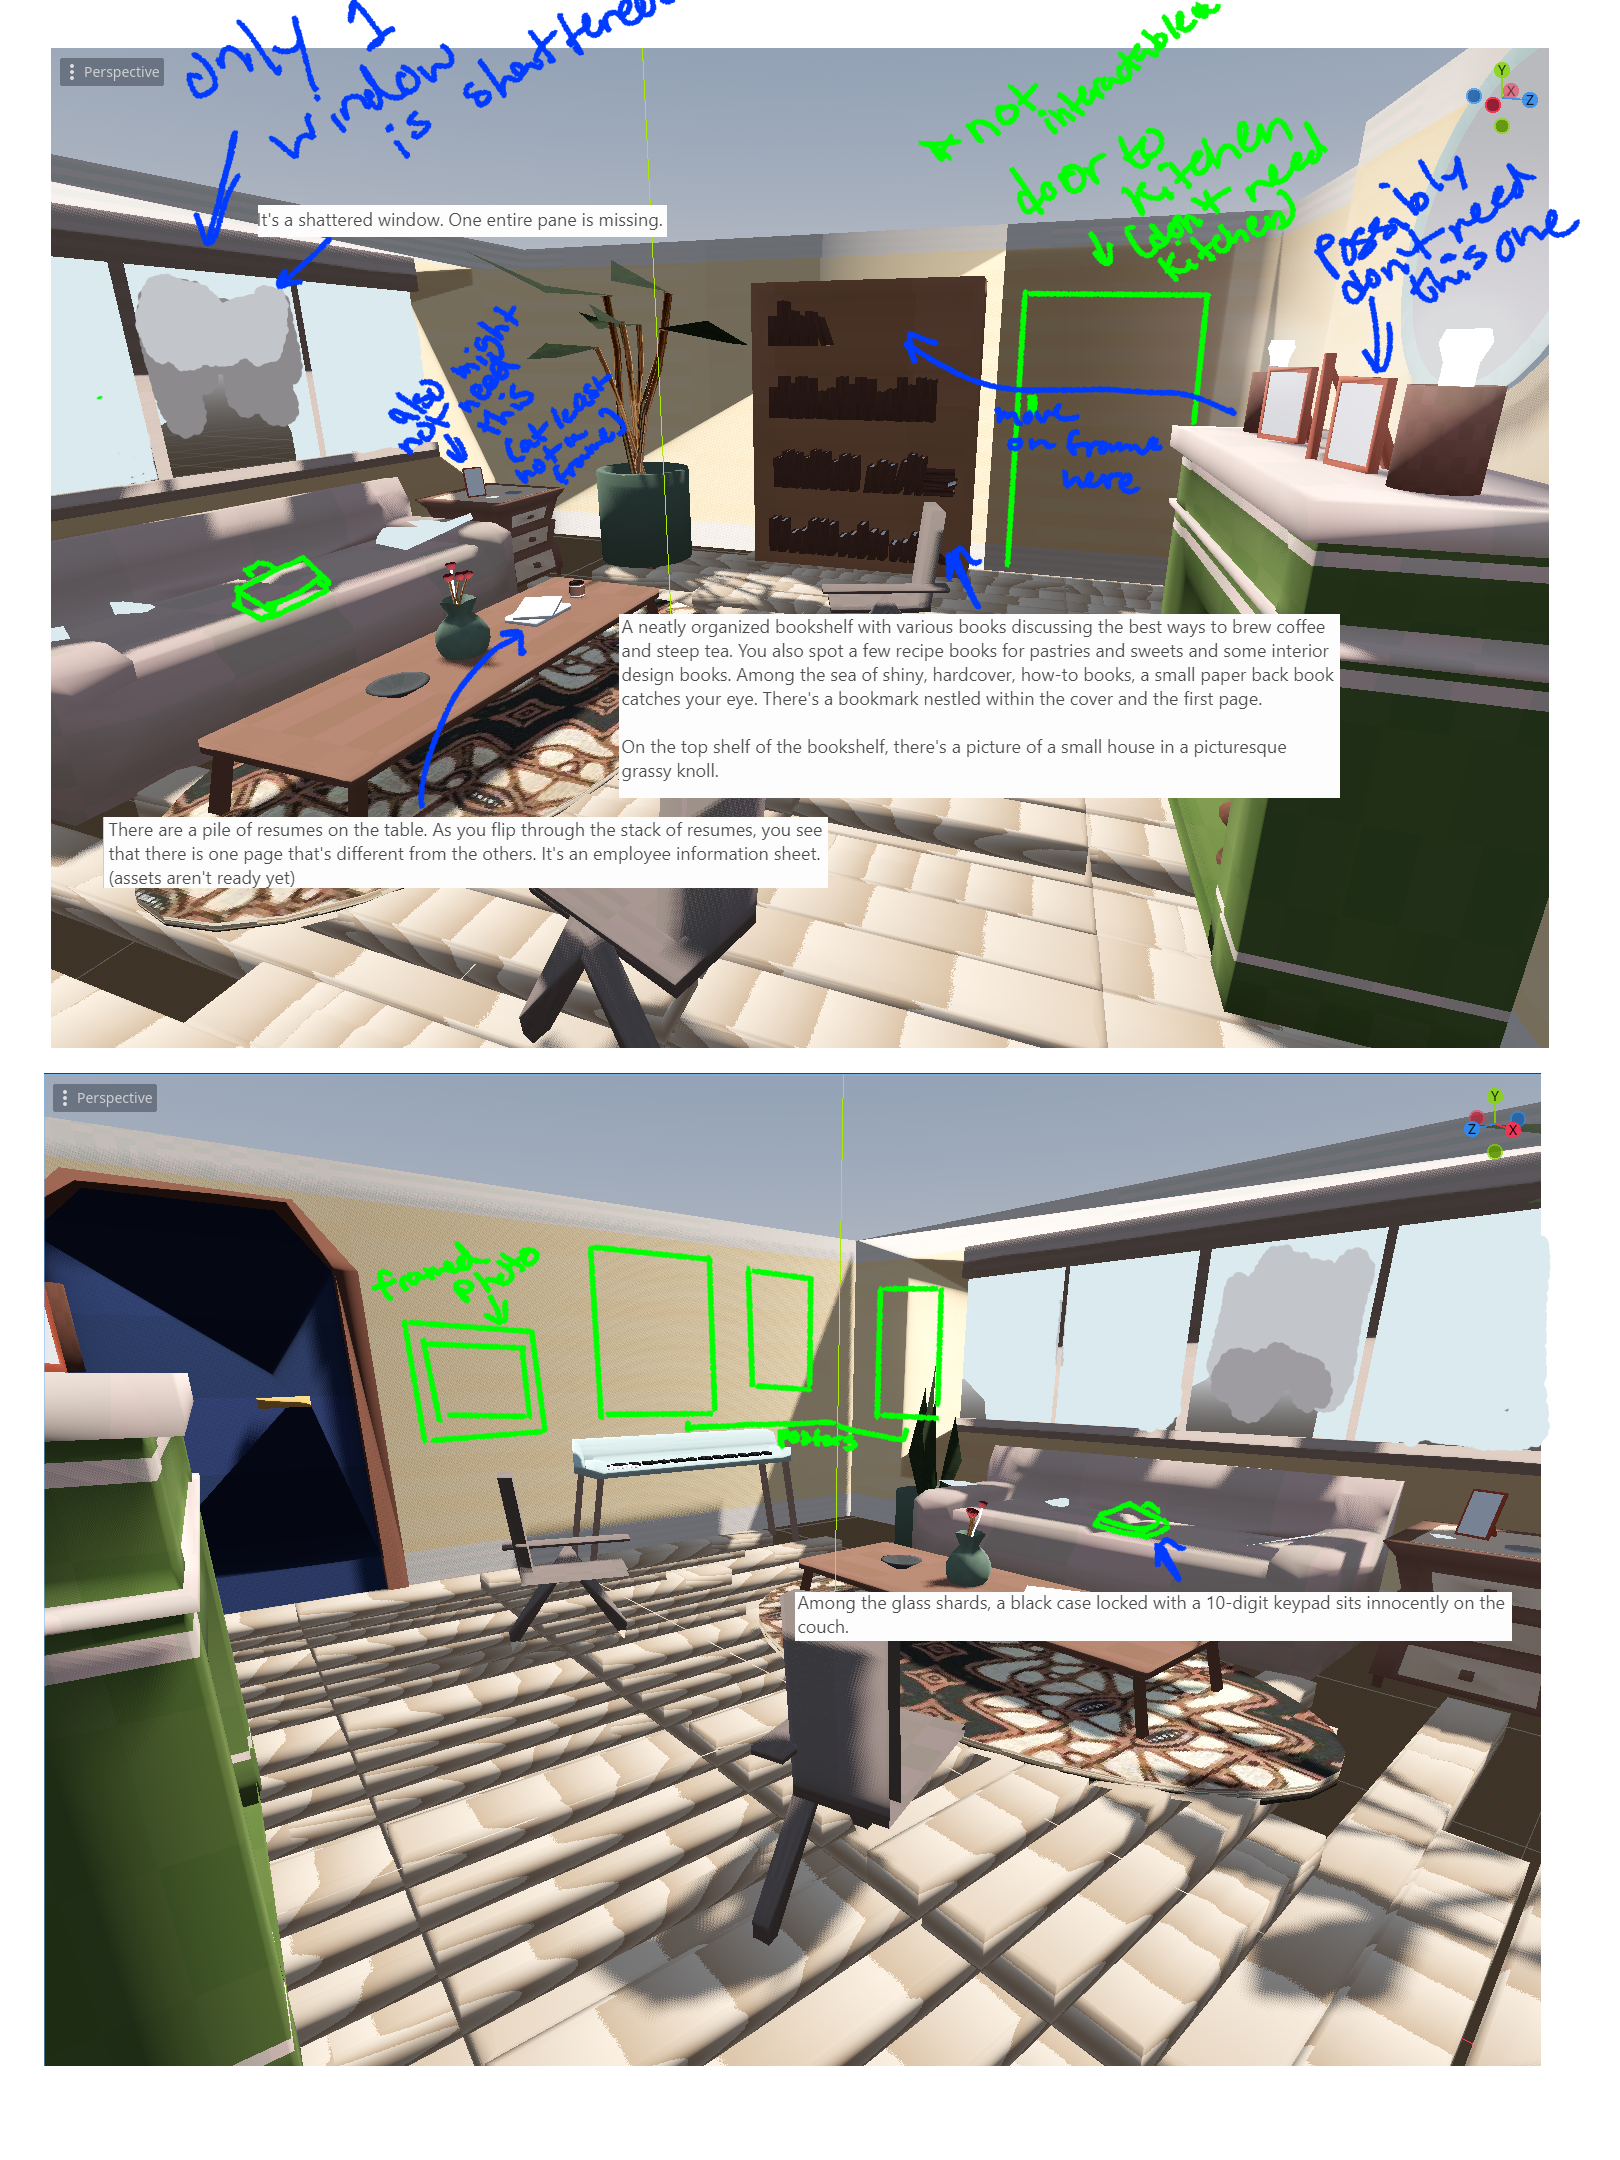 only 1
window
is shattered
Perspective
Y
X
Z
* not
interactable
door to
kitchen
(don't need
kitchen)
possibly
don't need
this one
It's a shattered window. One entire pane is missing.
also might
not need
this
(at least
not a
frame)
move
on frame
here
A neatly organized bookshelf with various books discussing the best ways to brew coffee
and steep tea. You also spot a few recipe books for pastries and sweets and some interior
design books. Among the sea of shiny, hardcover, how-to books, a small paper back book
catches your eye. There's a bookmark nestled within the cover and the first page.
On the top shelf of the bookshelf, there's a picture of a small house in a picturesque
grassy knoll.
There are a pile of resumes on the table. As you flip through the stack of resumes, you see
that there is one page that's different from the others. It's an employee information sheet.
(assets aren't ready yet)
Perspective
Y
Z
X
framed
photo
posters
Among the glass shards, a black case locked with a 10-digit keypad sits innocently on the
couch.